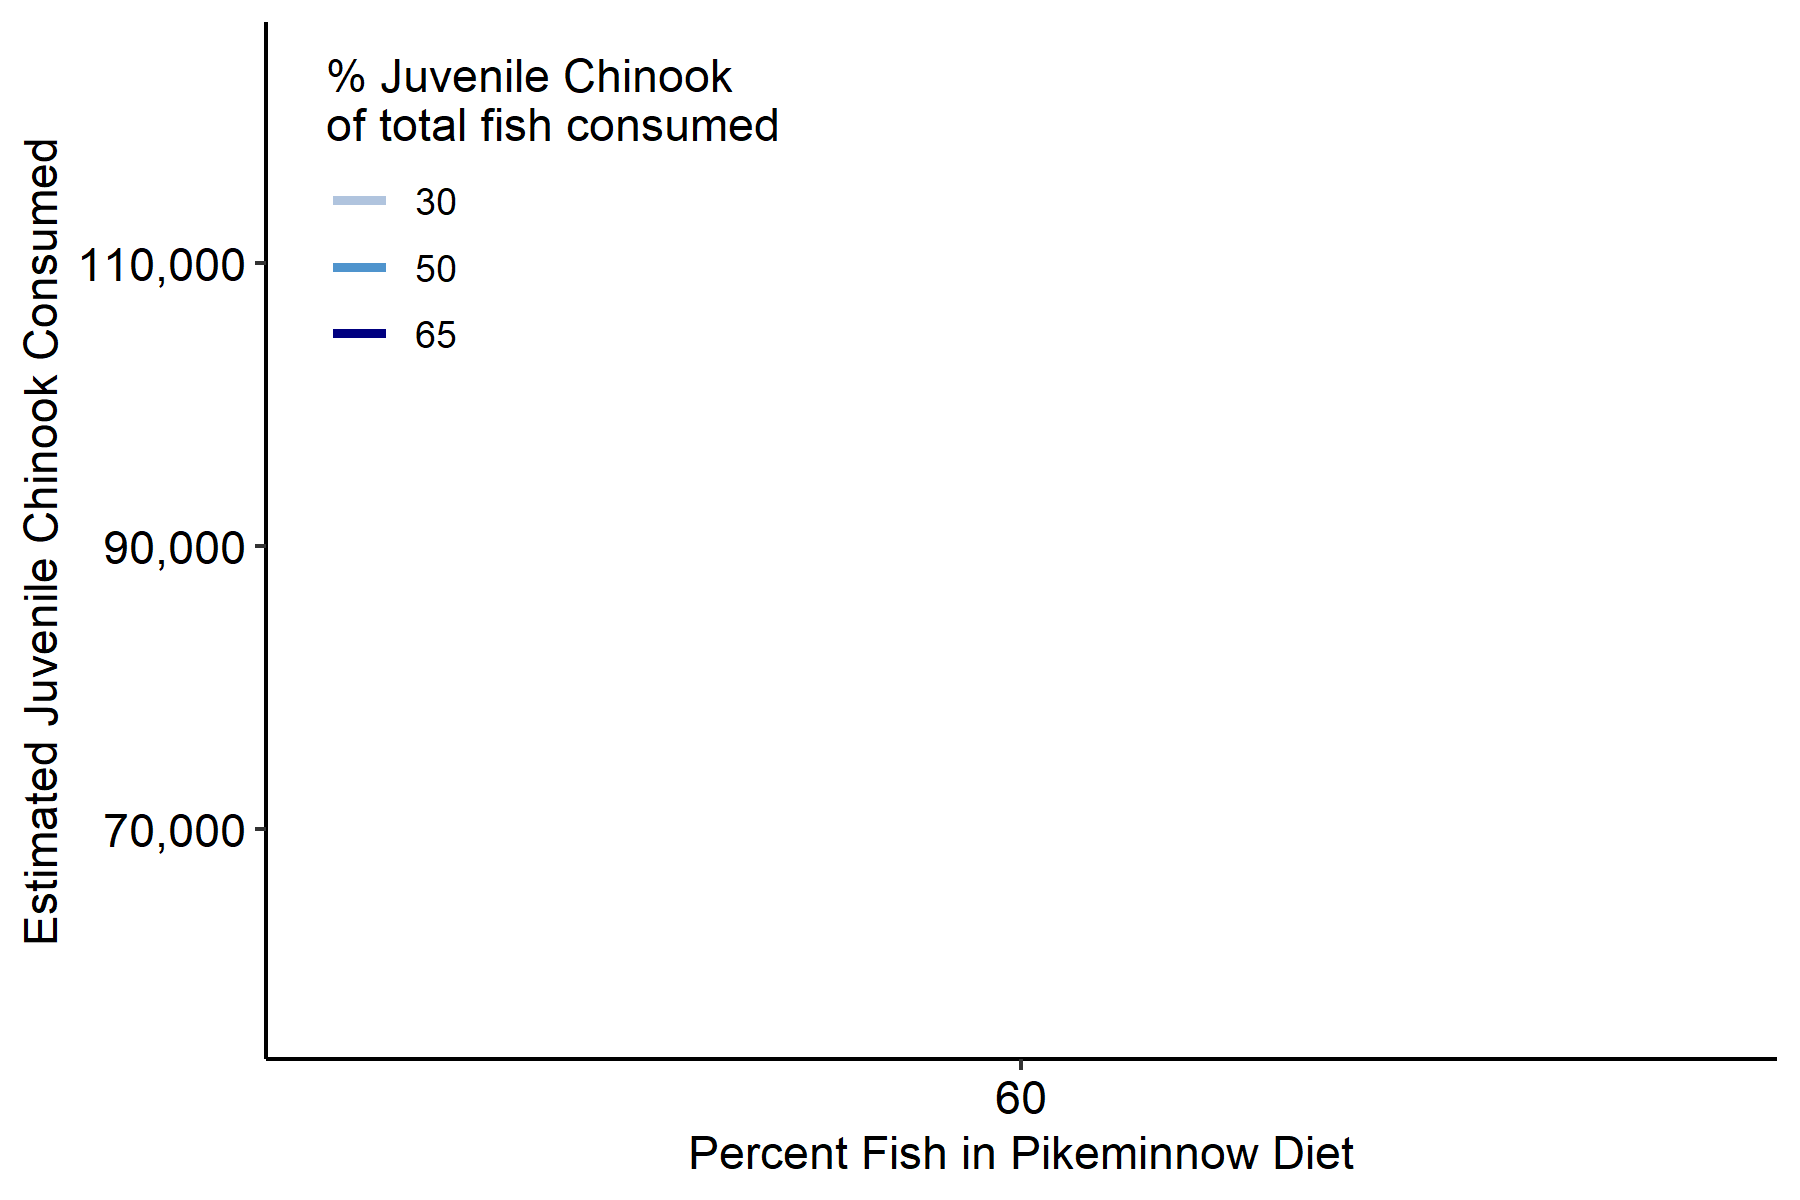 % Juvenile Chinook
of total fish consumed
30
50
65
Estimated Juvenile Chinook Consumed
110,000
90,000
70,000
60
Percent Fish in Pikeminnow Diet